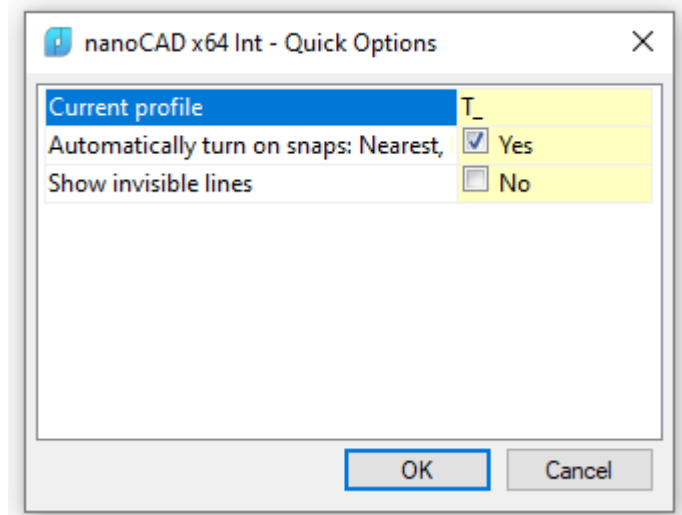 nanoCAD x64 Int - Quick Options
Current profile T_
Automatically turn on snaps: Nearest, Yes
Show invisible lines No
OK Cancel